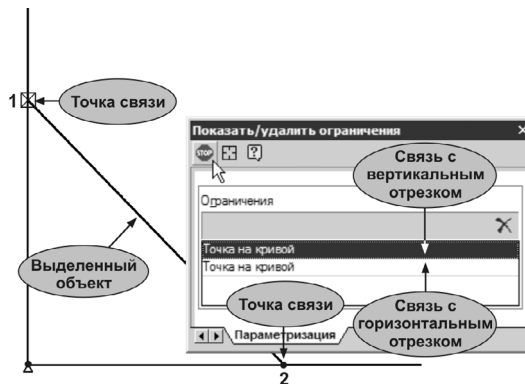 1
Точка связи
Показать/удалить ограничения
STOP
Связь с
вертикальным
отрезком
Ограничения
Точка на кривой
Точка на кривой
Выделенный
объект
Точка связи
Связь с
горизонтальным
отрезком
Параметризация
2